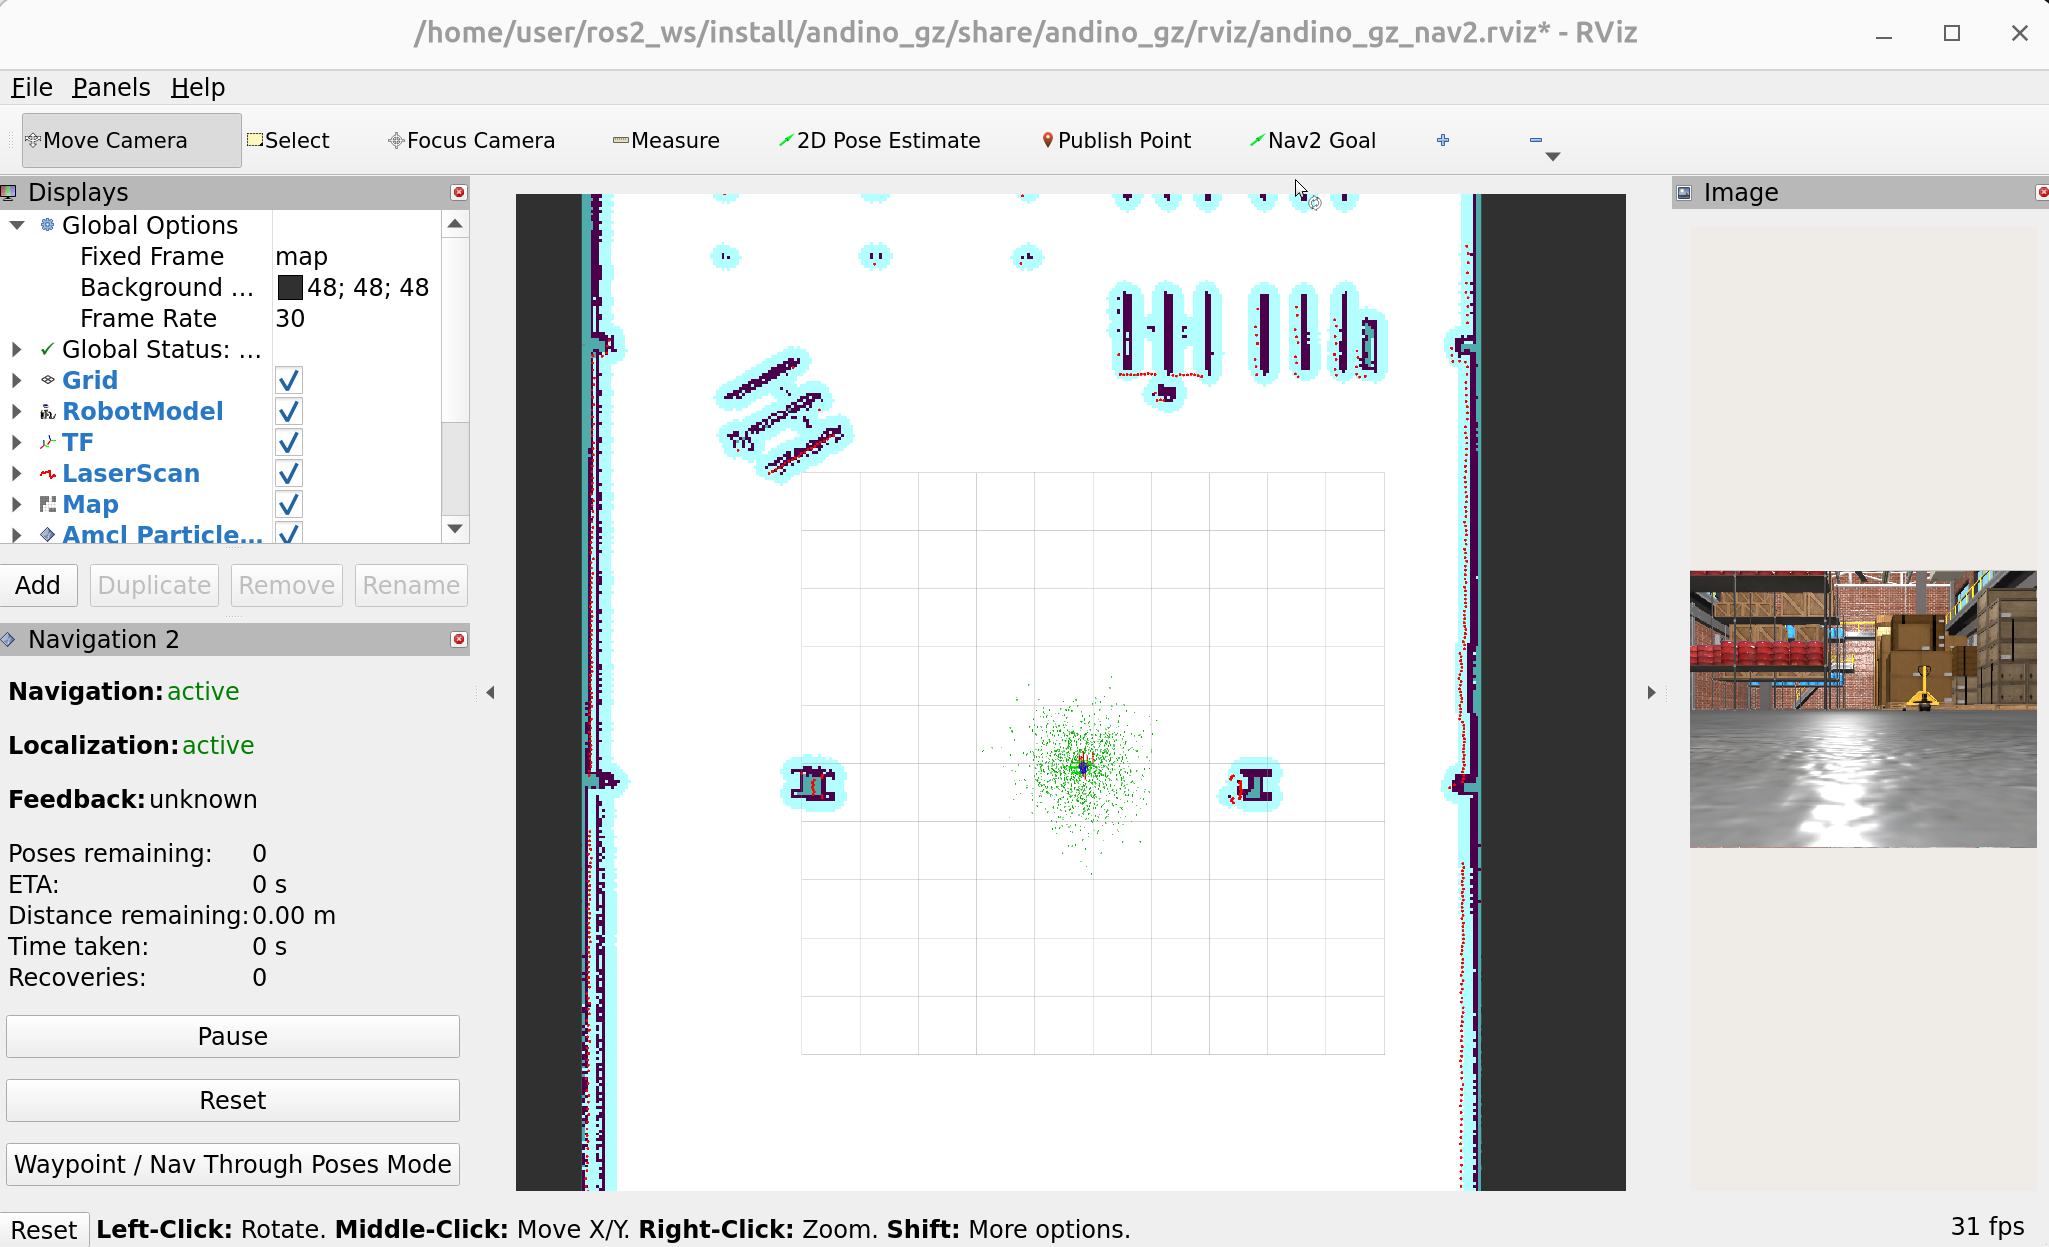 /home/user/ros2_ws/install/andino_gz/share/andino_gz/rviz/andino_gz_nav2.rviz* - RViz
File Panels Help
Move Camera Select Focus Camera Measure 2D Pose Estimate Publish Point Nav2 Goal
Displays
Global Options
Fixed Frame map
Background ... 48; 48; 48
Frame Rate 30
Global Status: ...
Grid
RobotModel
TF
LaserScan
Map
Amcl Particle...
Add Duplicate Remove Rename
Navigation 2
Navigation: active
Localization: active
Feedback: unknown
Poses remaining: 0
ETA: 0 s
Distance remaining: 0.00 m
Time taken: 0 s
Recoveries: 0
Pause
Reset
Waypoint / Nav Through Poses Mode
Image
Reset Left-Click: Rotate. Middle-Click: Move X/Y. Right-Click: Zoom. Shift: More options. 31 fps